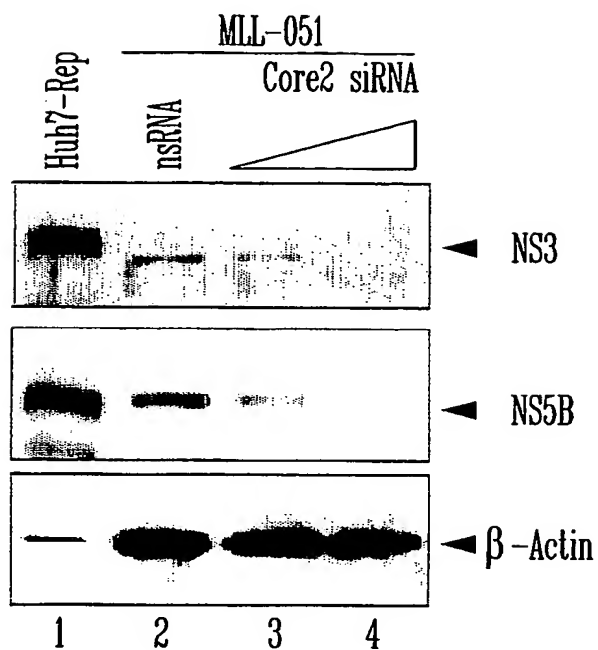 MLL-051
Core2 siRNA
Huh7-Rep
nsRNA
NS3
NS5B
β-Actin
1 2 3 4